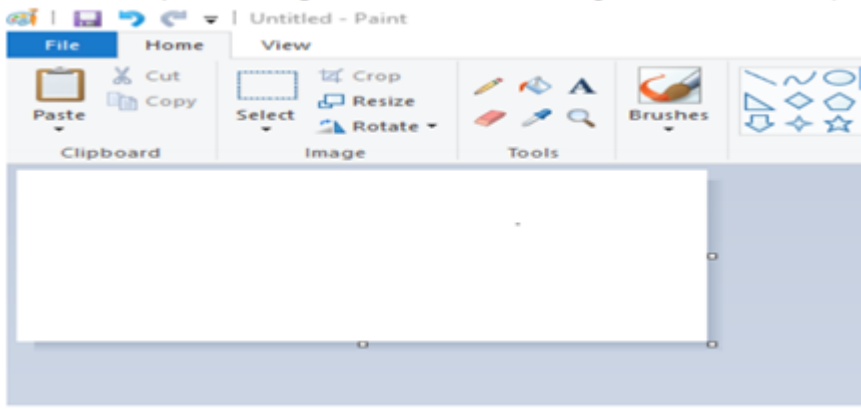 Untitled - Paint
File Home View
Paste
Cut
Copy
Clipboard
Select
Crop
Resize
Rotate
Image
Tools
Brushes